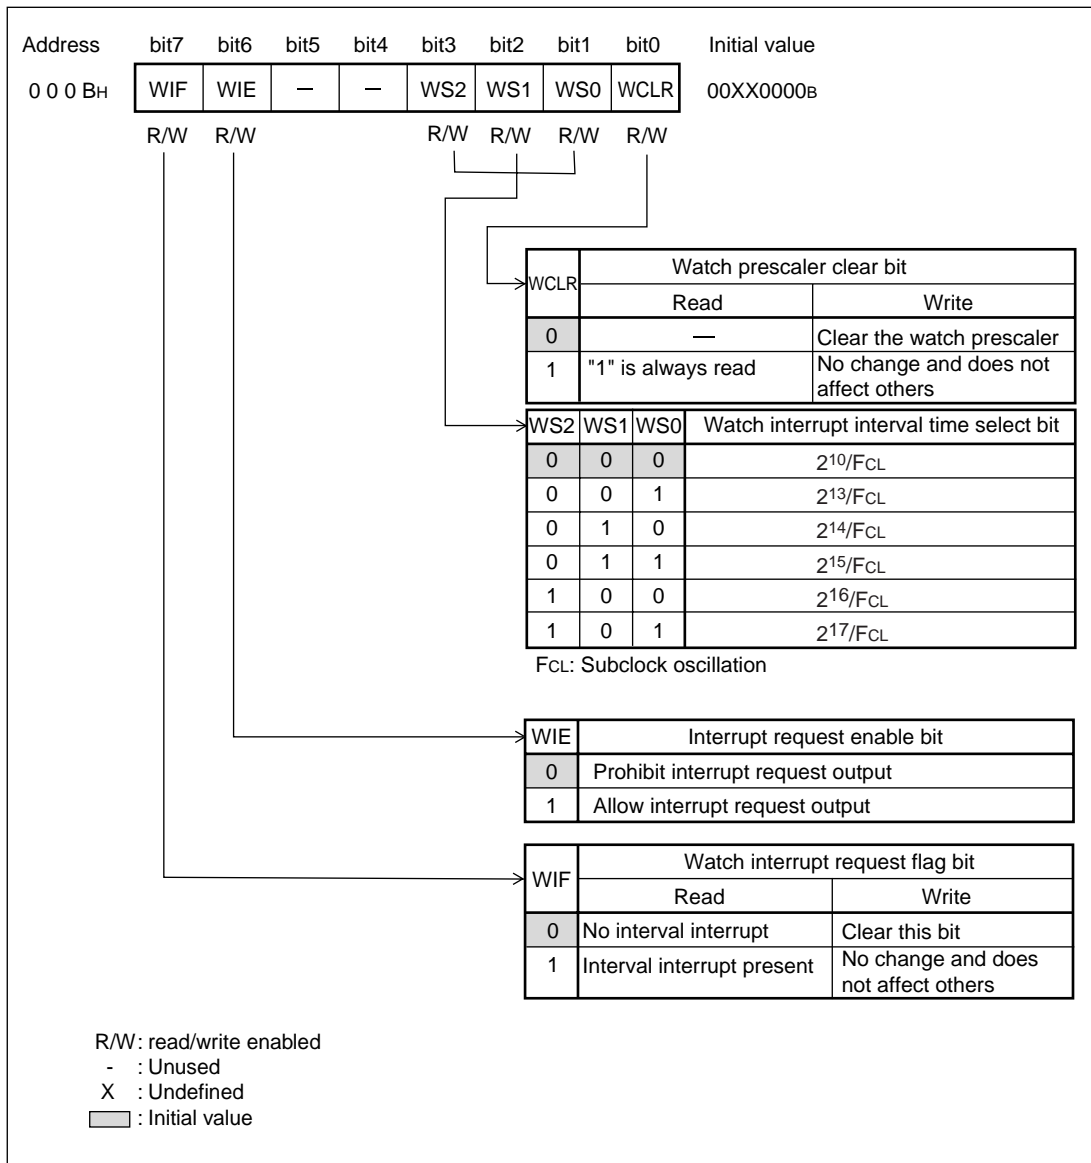 Address bit7 bit6 bit5 bit4 bit3 bit2 bit1 bit0 Initial value
0 0 0 BH WIF WIE — — WS2 WS1 WS0 WCLR 00XX0000B
R/W R/W R/W R/W R/W R/W
WCLR Watch prescaler clear bit
Read Write
0 — Clear the watch prescaler
1 "1" is always read No change and does not
affect others
WS2 WS1 WS0 Watch interrupt interval time select bit
0 0 0 2^10/FCL
0 0 1 2^13/FCL
0 1 0 2^14/FCL
0 1 1 2^15/FCL
1 0 0 2^16/FCL
1 0 1 2^17/FCL
FCL: Subclock oscillation
WIE Interrupt request enable bit
0 Prohibit interrupt request output
1 Allow interrupt request output
WIF Watch interrupt request flag bit
Read Write
0 No interval interrupt Clear this bit
1 Interval interrupt present No change and does
not affect others
R/W : read/write enabled
- : Unused
X : Undefined
: Initial value